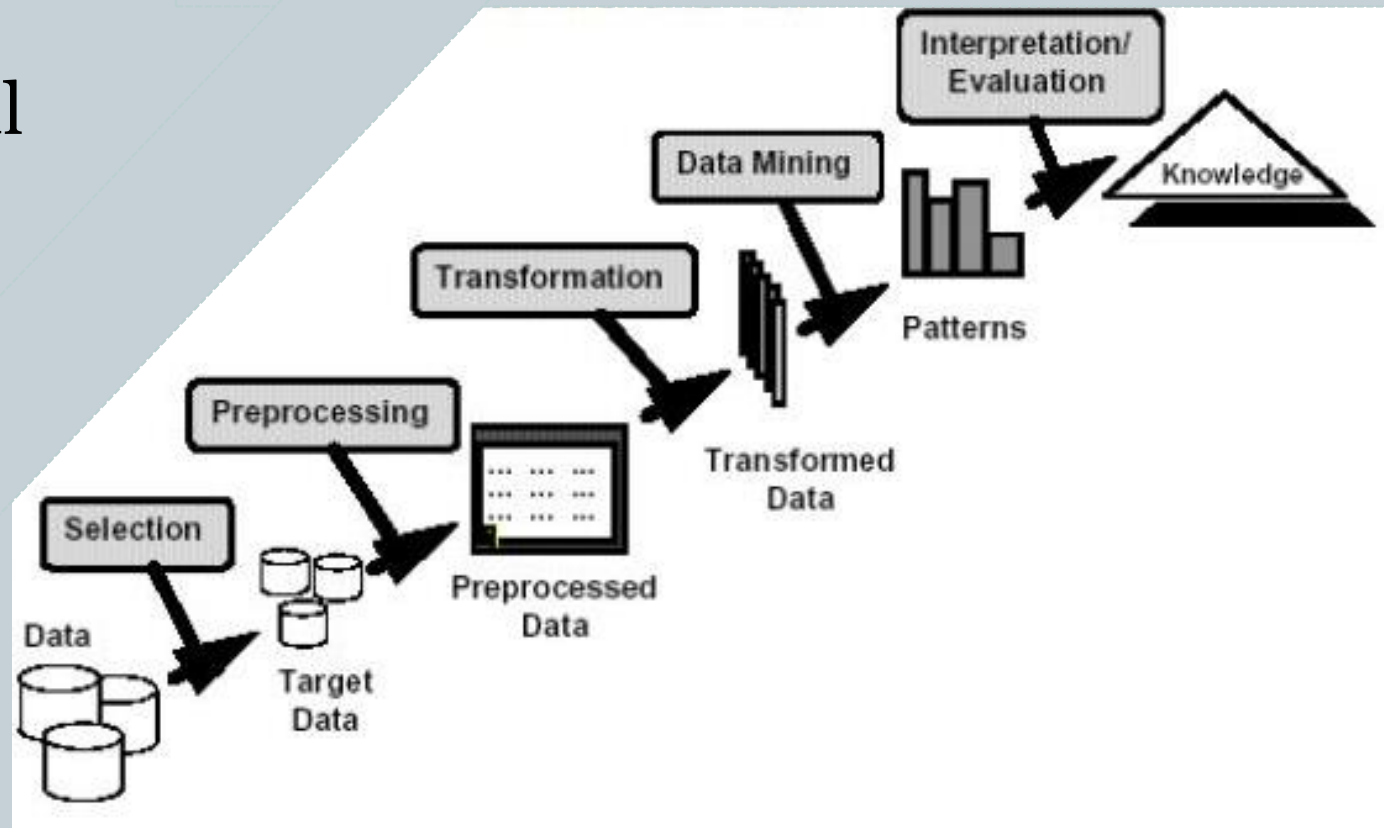 Interpretation/
Evaluation
Knowledge
Data Mining
Patterns
Transformation
Transformed
Data
Preprocessing
Preprocessed
Data
Selection
Target
Data
Data